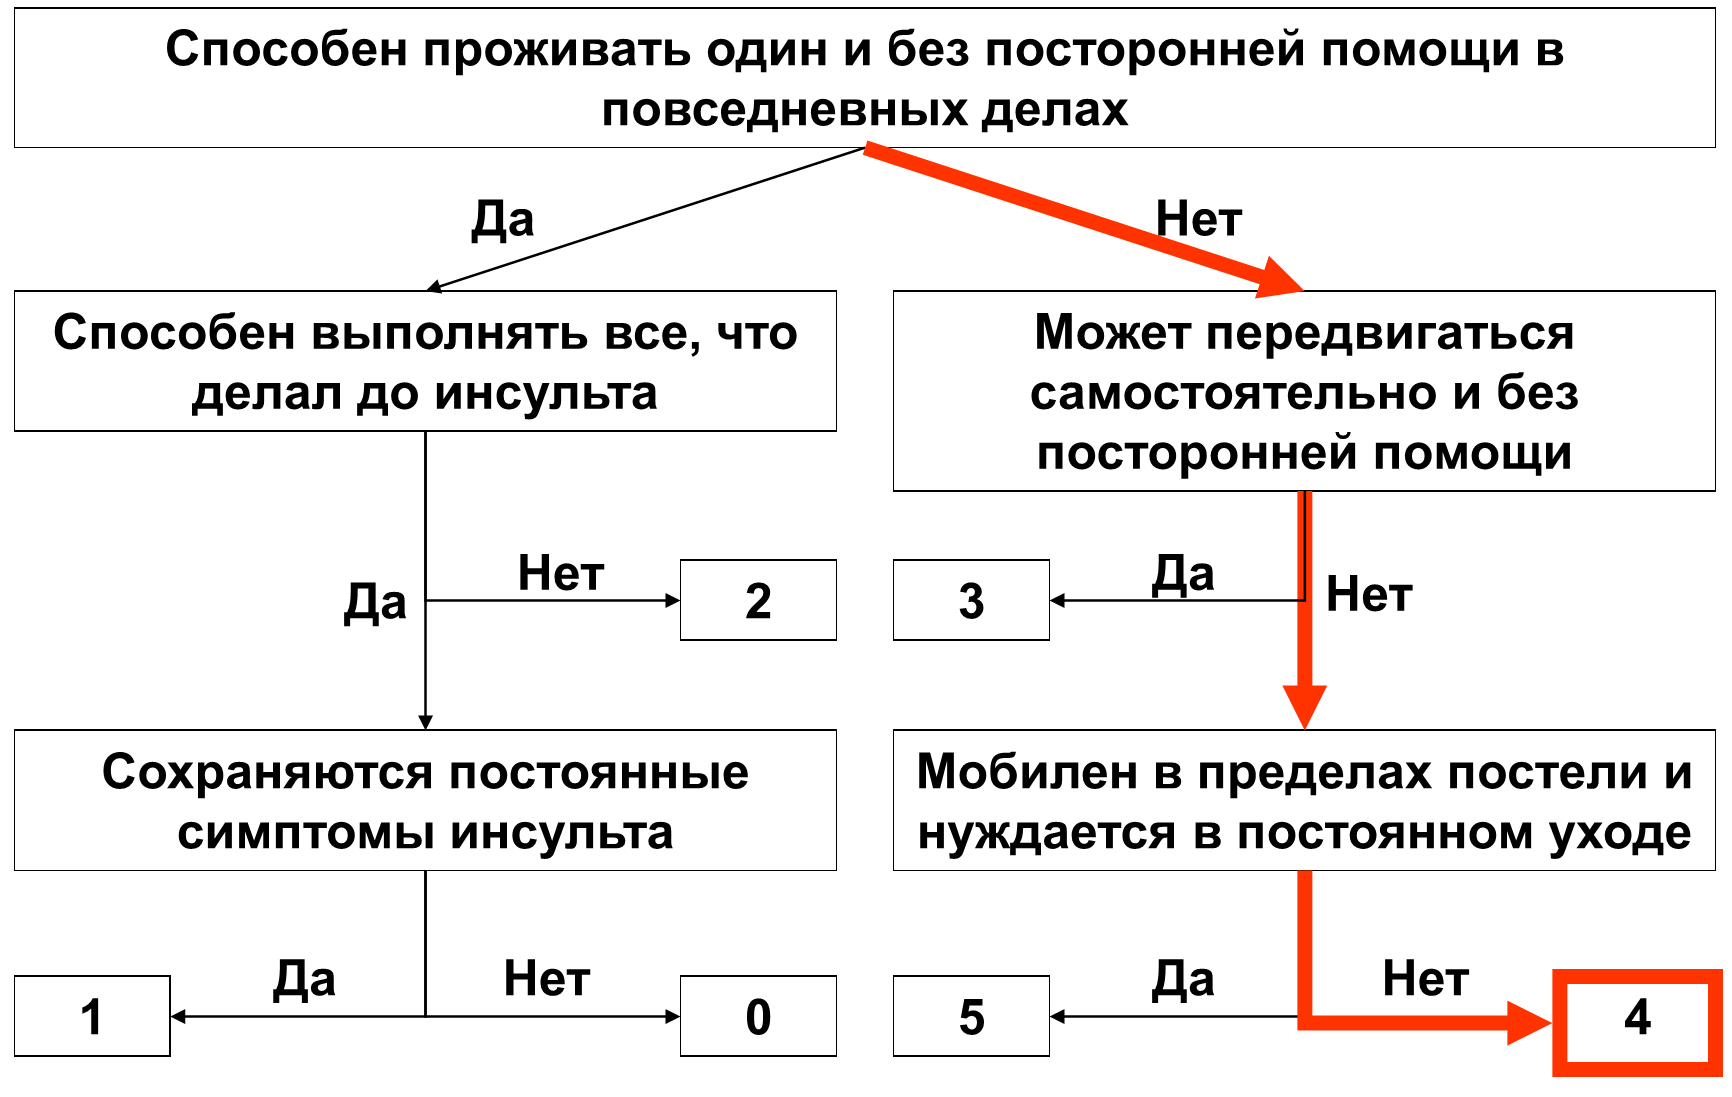 Способен проживать один и без посторонней помощи в
повседневных делах
Да
Нет
Способен выполнять все, что
делал до инсульта
Может передвигаться
самостоятельно и без
посторонней помощи
Да
Нет
2
3
Да
Нет
Сохраняются постоянные
симптомы инсульта
Мобилен в пределах постели и
нуждается в постоянном уходе
1
Да
Нет
0
5
Да
Нет
4